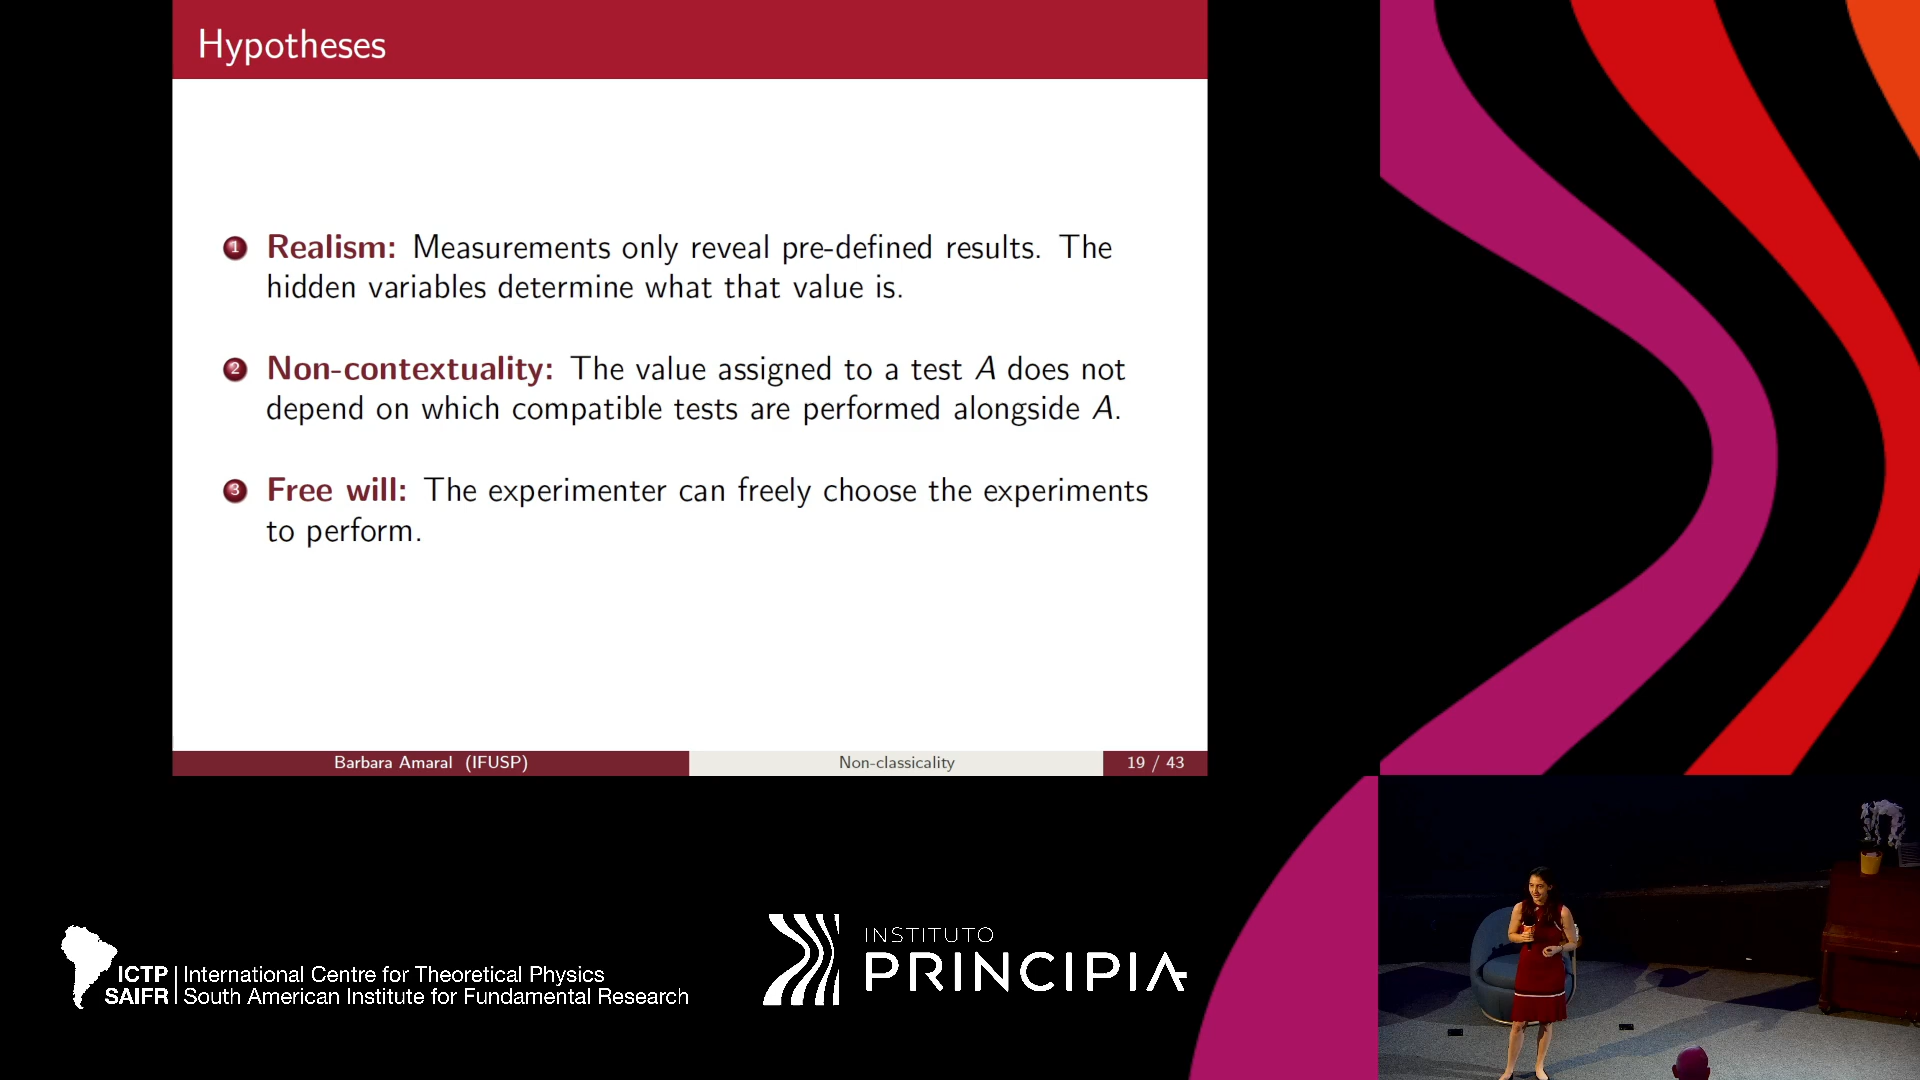 Hypotheses
1 Realism: Measurements only reveal pre-defined results. The
hidden variables determine what that value is.
2 Non-contextuality: The value assigned to a test A does not
depend on which compatible tests are performed alongside A.
3 Free will: The experimenter can freely choose the experiments
to perform.
Barbara Amaral (IFUSP)
Non-classicality
19 / 43
ICTP | International Centre for Theoretical Physics
SAIFR | South American Institute for Fundamental Research
INSTITUTO
PRINCIPIA